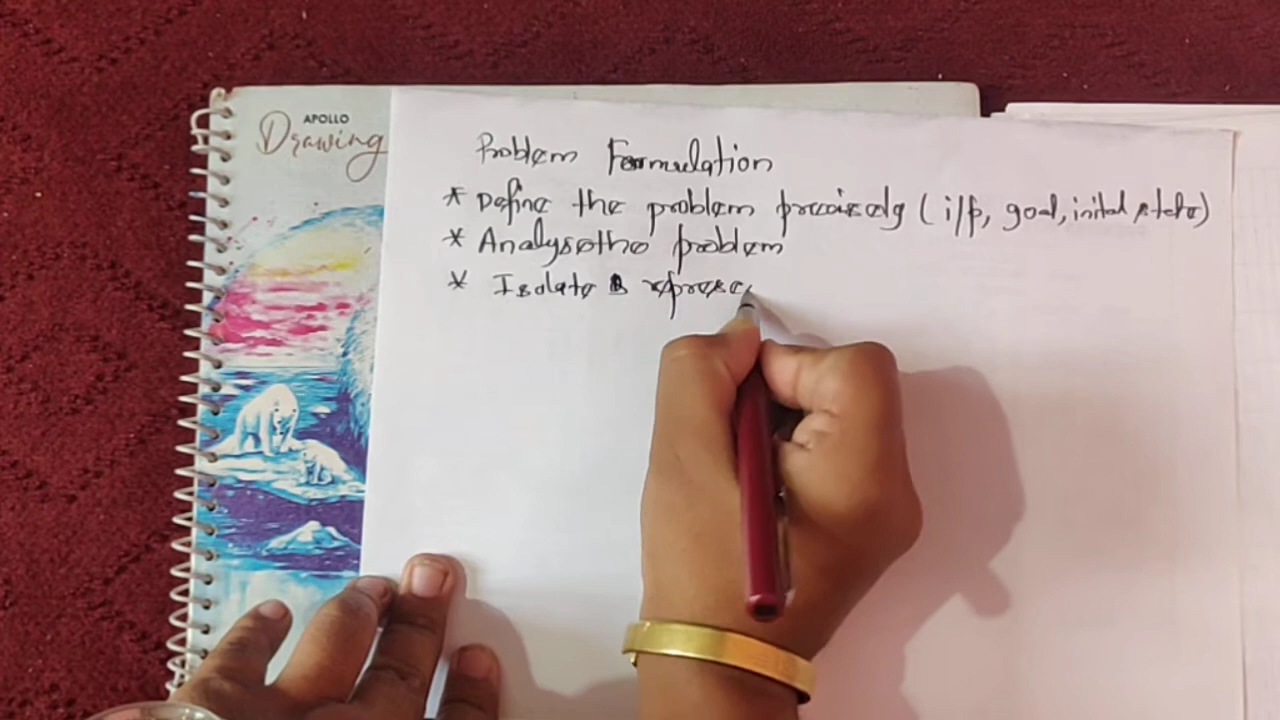 APOLLO
Drawing
Problem Formulation
* Define the problem precisely (i/p, goal, initial state)
* Analyse the problem
* Isolate & represe